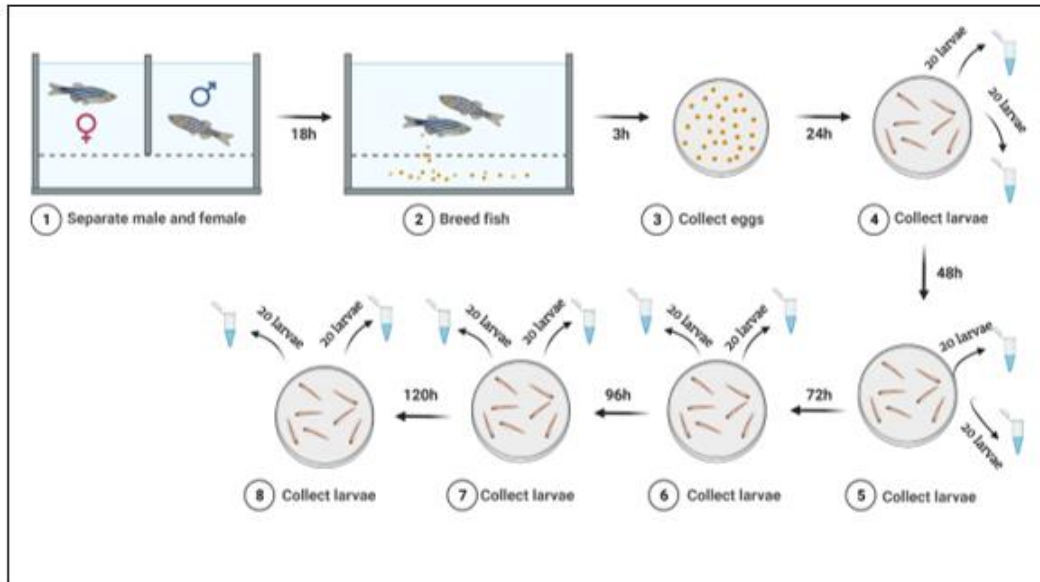 20 larvae
20 larvae
♀
♂
18h
3h
24h
1 Separate male and female
2 Breed fish
3 Collect eggs
4 Collect larvae
48h
20 larvae
20 larvae
20 larvae
20 larvae
20 larvae
20 larvae
20 larvae
20 larvae
120h
96h
72h
8 Collect larvae
7 Collect larvae
6 Collect larvae
5 Collect larvae